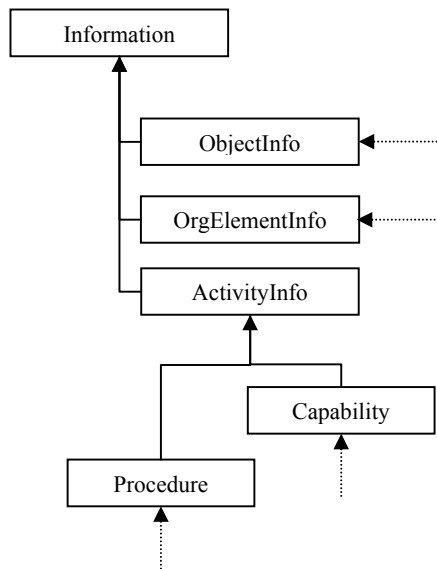 Information
ObjectInfo
OrgElementInfo
ActivityInfo
Capability
Procedure